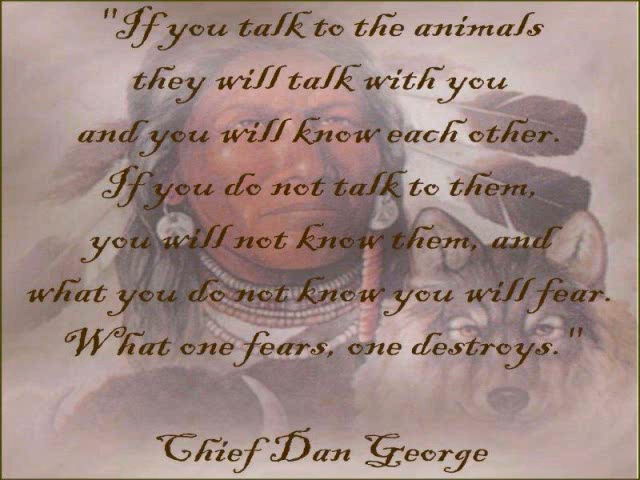 "If you talk to the animals
they will talk with you
and you will know each other.
If you do not talk to them,
you will not know them, and
what you do not know you will fear.
What one fears, one destroys."
Chief Dan George